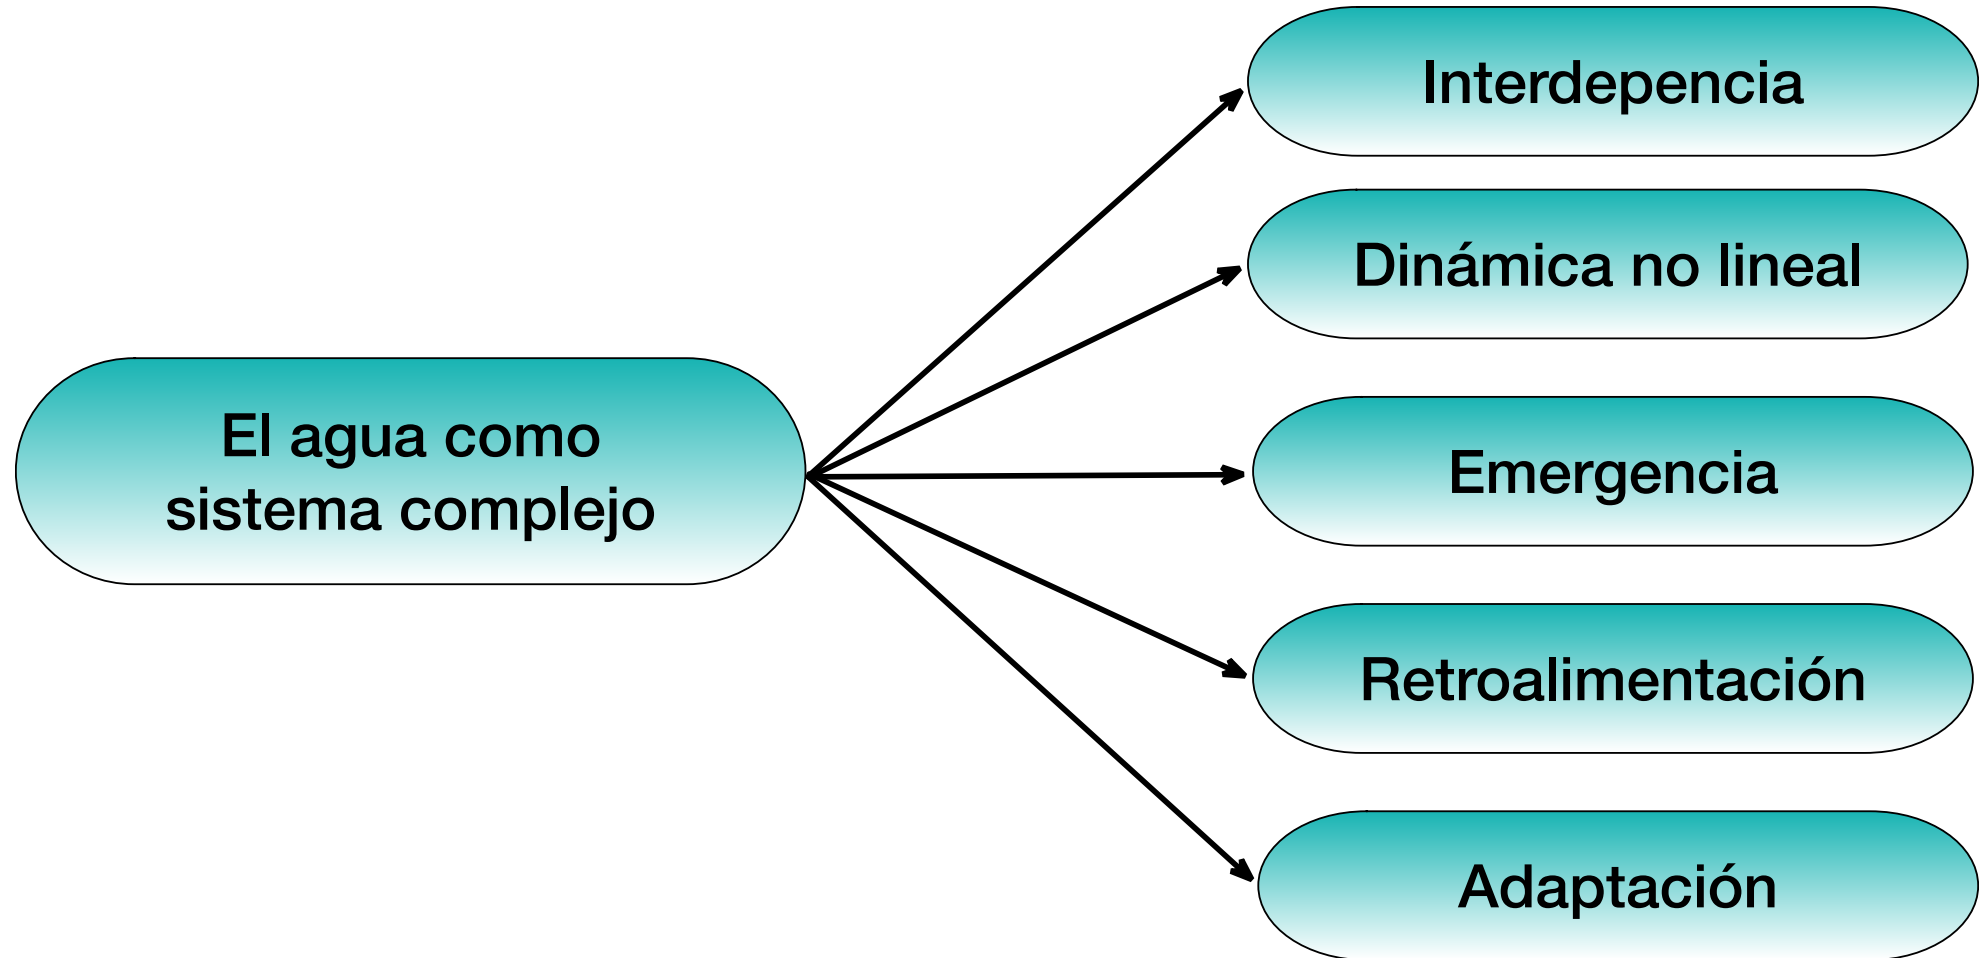 Interdepencia
Dinámica no lineal
El agua como
sistema complejo
Emergencia
Retroalimentación
Adaptación